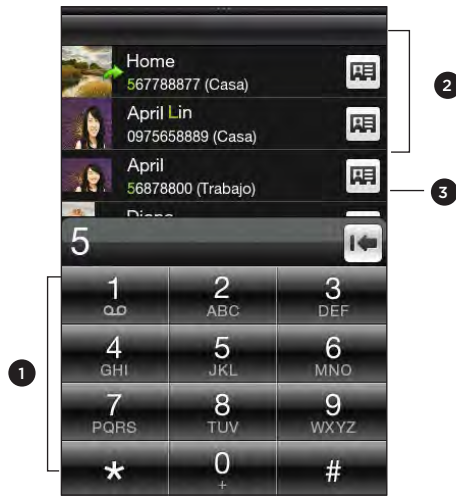 Home
567788877 (Casa)
April Lin
0975658889 (Casa)
2
April
56878800 (Trabajo)
3
Diana
5
1 2 3
ABC DEF
4 5 6
GHI JKL MNO
1
7 8 9
PQRS TUV WXYZ
* 0 #
+